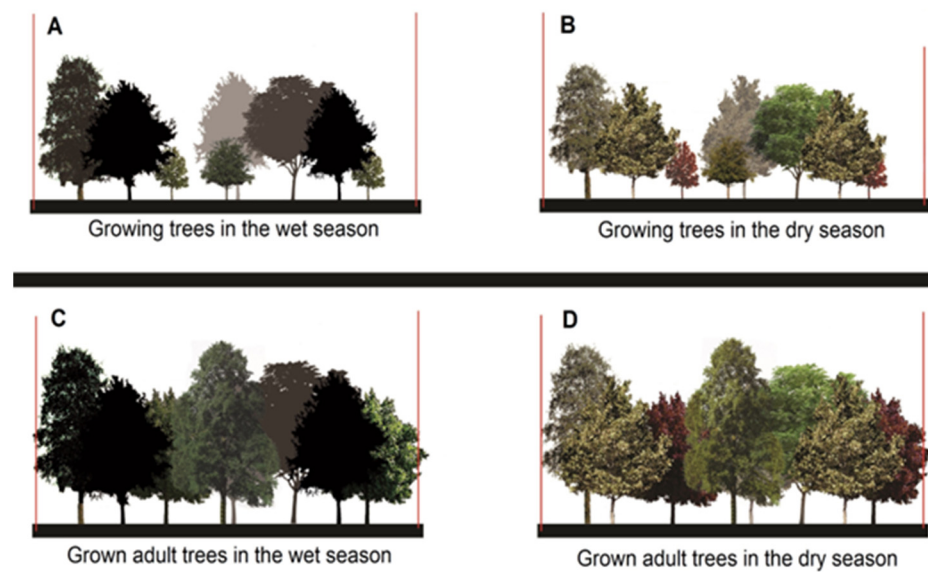 A
B
Growing trees in the wet season
Growing trees in the dry season
C
D
Grown adult trees in the wet season
Grown adult trees in the dry season